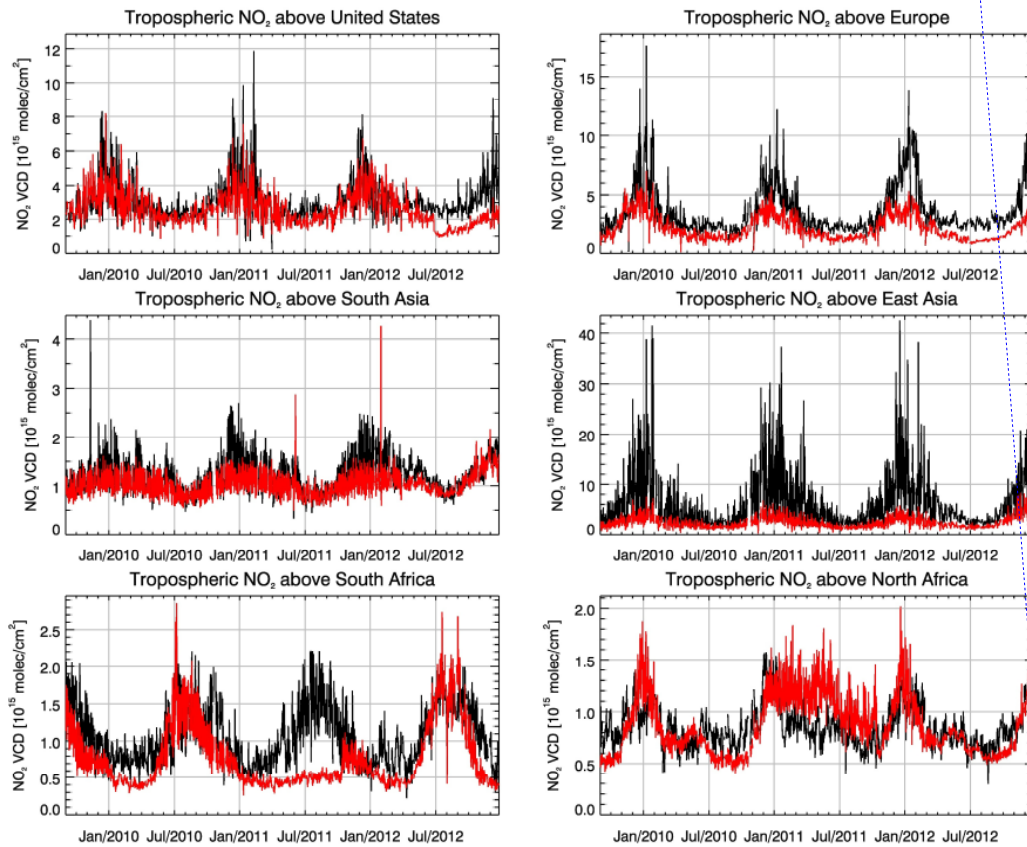 Tropospheric NO₂ above United States
NO₂ VCD [10¹⁵ molec/cm²]
12
10
8
6
4
2
0
Jan/2010 Jul/2010 Jan/2011 Jul/2011 Jan/2012 Jul/2012
Tropospheric NO₂ above Europe
NO₂ VCD [10¹⁵ molec/cm²]
15
10
5
0
Jan/2010 Jul/2010 Jan/2011 Jul/2011 Jan/2012 Jul/2012
Tropospheric NO₂ above South Asia
NO₂ VCD [10¹⁵ molec/cm²]
4
3
2
1
0
Jan/2010 Jul/2010 Jan/2011 Jul/2011 Jan/2012 Jul/2012
Tropospheric NO₂ above East Asia
NO₂ VCD [10¹⁵ molec/cm²]
40
30
20
10
0
Jan/2010 Jul/2010 Jan/2011 Jul/2011 Jan/2012 Jul/2012
Tropospheric NO₂ above South Africa
NO₂ VCD [10¹⁵ molec/cm²]
2.5
2.0
1.5
1.0
0.5
0.0
Jan/2010 Jul/2010 Jan/2011 Jul/2011 Jan/2012 Jul/2012
Tropospheric NO₂ above North Africa
NO₂ VCD [10¹⁵ molec/cm²]
2.0
1.5
1.0
0.5
0.0
Jan/2010 Jul/2010 Jan/2011 Jul/2011 Jan/2012 Jul/2012